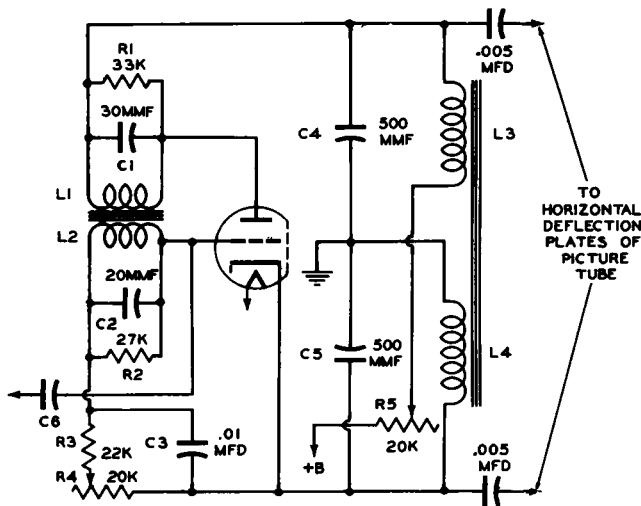 R1
33K
30MMF
C1
L1
L2
20MMF
C2
27K
R2
C6
R3
22K
R4
20K
C3
.01
MFD
C4
500
MMF
C5
500
MMF
R5
20K
+B
L3
L4
.005
MFD
.005
MFD
TO
HORIZONTAL
DEFLECTION
PLATES OF
PICTURE
TUBE